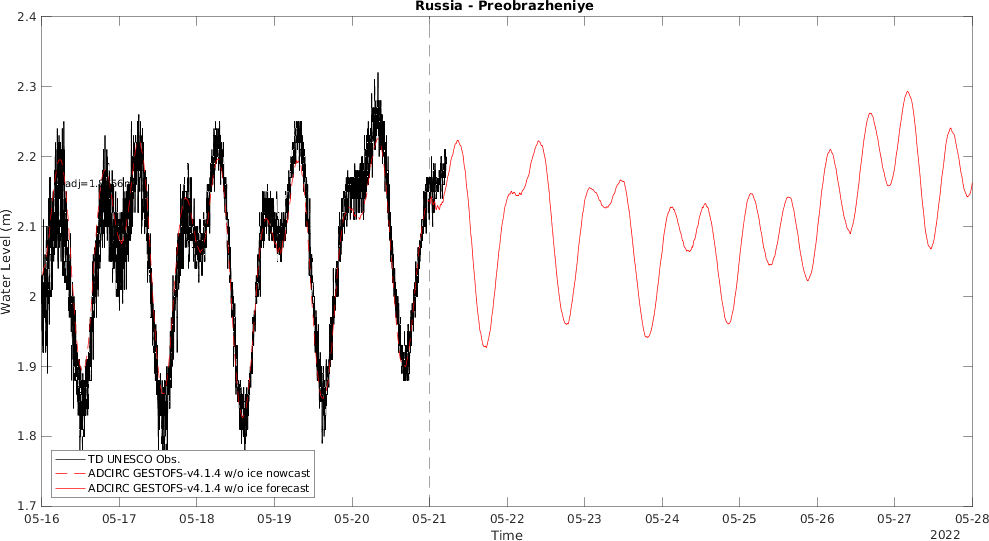 Russia - Preobrazheniye
2.4
2.3
2.2
2.1
2
1.9
1.8
1.7
Water Level (m)
TD UNESCO Obs.
ADCIRC GESTOFS-v4.1.4 w/o ice nowcast
ADCIRC GESTOFS-v4.1.4 w/o ice forecast
05-16 05-17 05-18 05-19 05-20 05-21 05-22 05-23 05-24 05-25 05-26 05-27 05-28
Time
2022